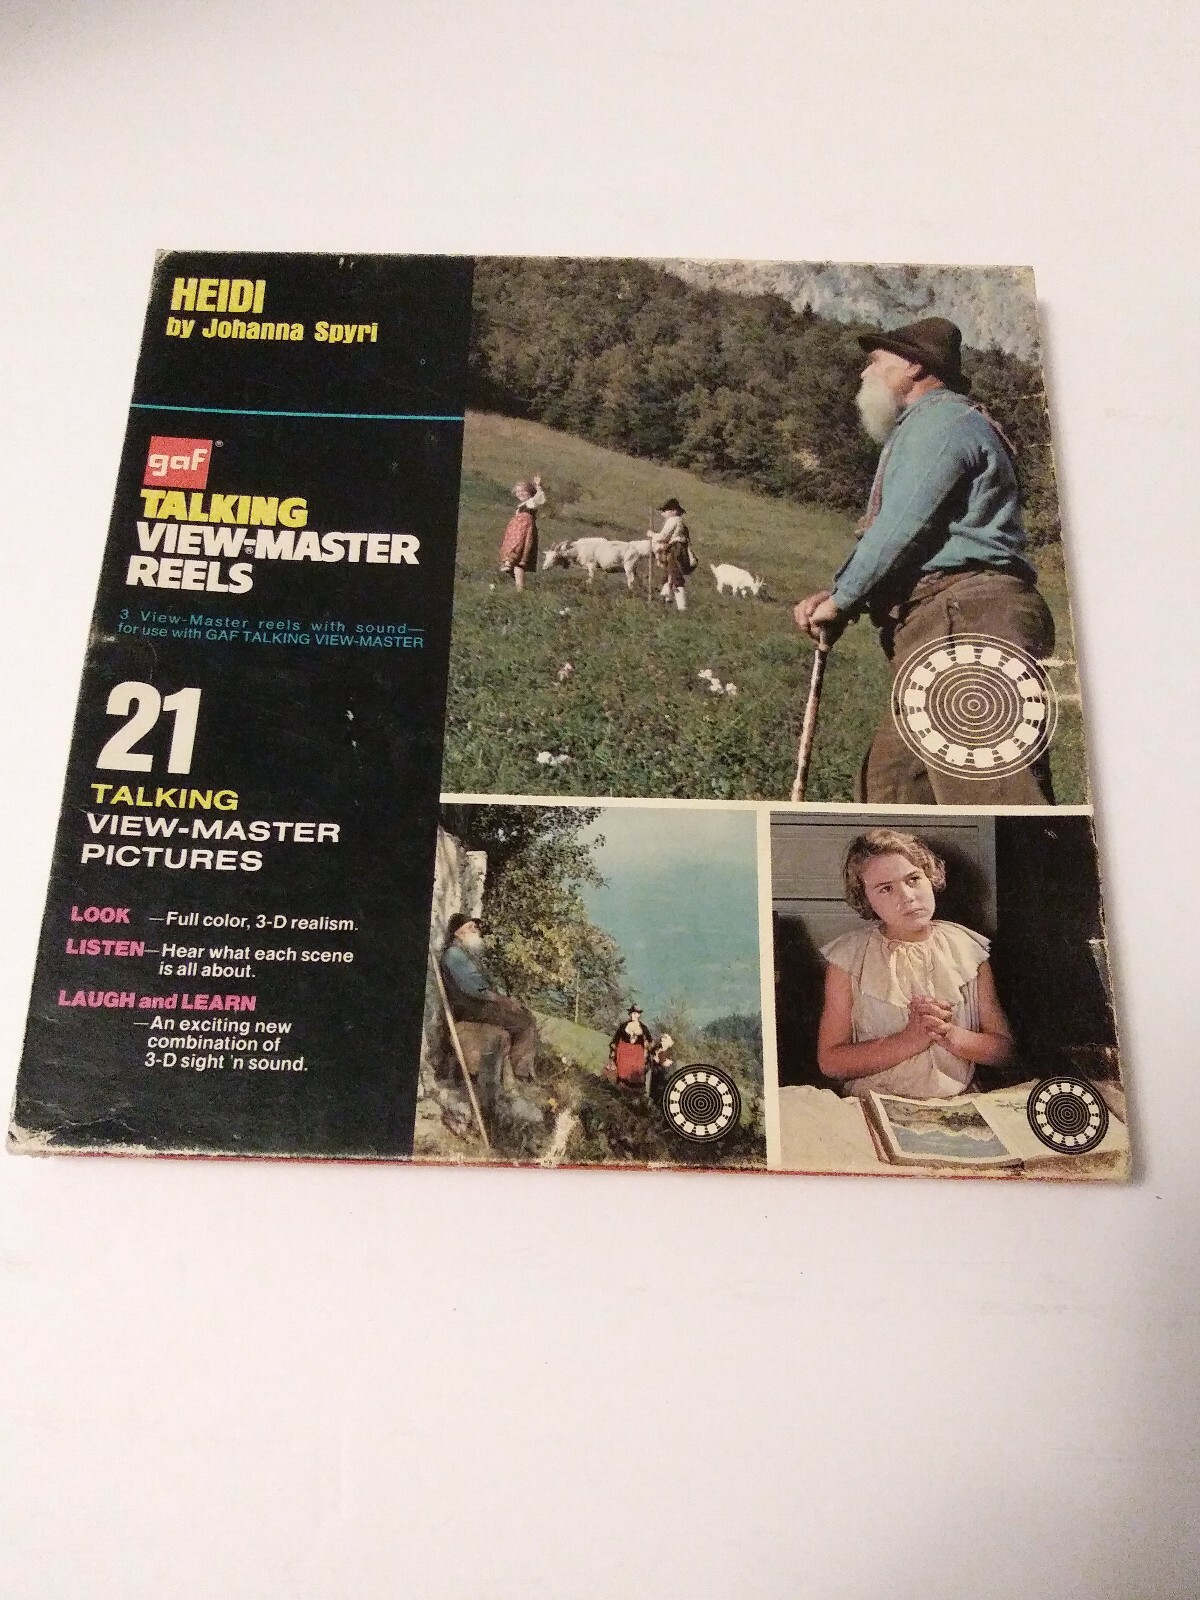 HEIDI
by Johanna Spyri
gaf®
TALKING
VIEW-MASTER®
REELS
3 View-Master reels with sound—
for use with GAF TALKING VIEW-MASTER
21
TALKING
VIEW-MASTER
PICTURES
LOOK —Full color, 3-D realism.
LISTEN—Hear what each scene
is all about.
LAUGH and LEARN
—An exciting new
combination of
3-D sight 'n sound.